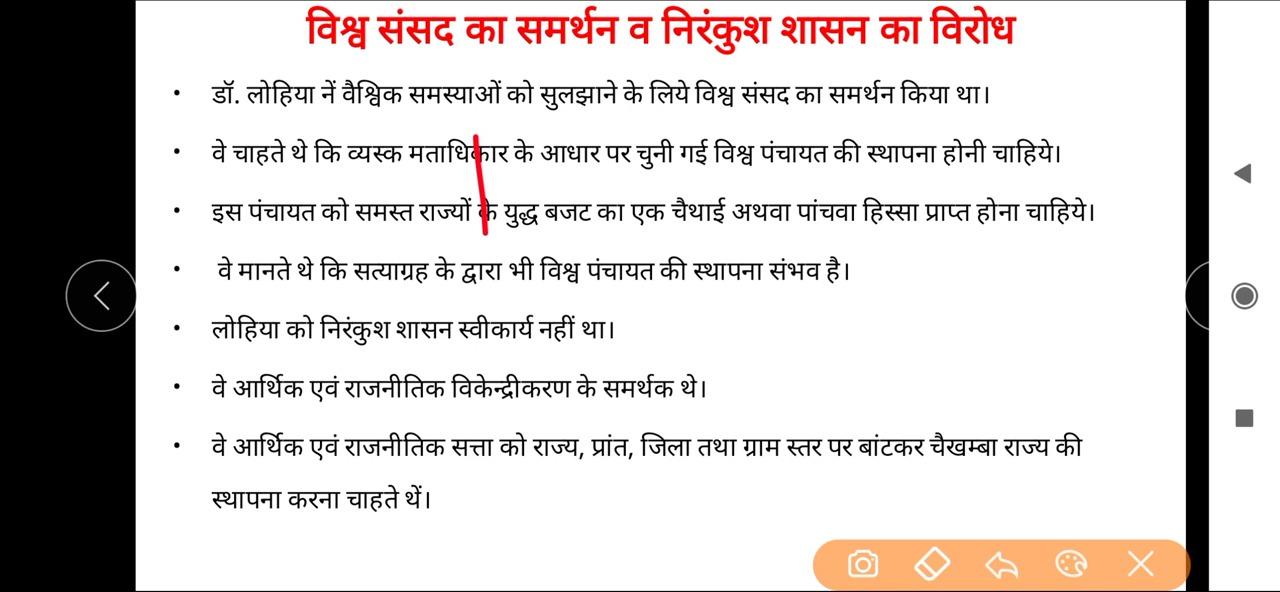 विश्व संसद का समर्थन व निरंकुश शासन का विरोध
• डॉ. लोहिया नें वैश्विक समस्याओं को सुलझाने के लिये विश्व संसद का समर्थन किया था।
• वे चाहते थे कि व्यस्क मताधिकार के आधार पर चुनी गई विश्व पंचायत की स्थापना होनी चाहिये।
• इस पंचायत को समस्त राज्यों के युद्ध बजट का एक चैथाई अथवा पांचवा हिस्सा प्राप्त होना चाहिये।
• वे मानते थे कि सत्याग्रह के द्वारा भी विश्व पंचायत की स्थापना संभव है।
• लोहिया को निरंकुश शासन स्वीकार्य नहीं था।
• वे आर्थिक एवं राजनीतिक विकेन्द्रीकरण के समर्थक थे।
• वे आर्थिक एवं राजनीतिक सत्ता को राज्य, प्रांत, जिला तथा ग्राम स्तर पर बांटकर चैखम्बा राज्य की
स्थापना करना चाहते थें।